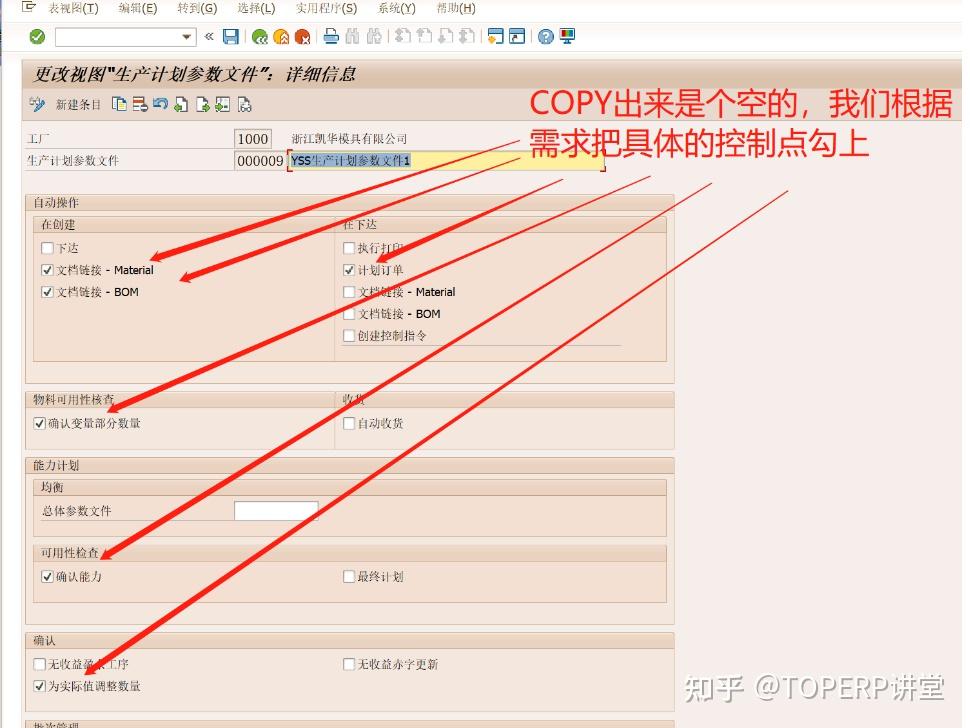 表视图(T) 编辑(E) 转到(G) 选择(L) 实用程序(S) 系统(Y) 帮助(H)
更改视图"生产计划参数文件": 详细信息
新建条目
COPY出来是个空的，我们根据
需求把具体的控制点勾上
工厂 1000 浙江凯华模具有限公司
生产计划参数文件 000009 YSS生产计划参数文件1
自动操作
在创建 在下达
下达 执行打印
文档链接 - Material 计划订单
文档链接 - BOM 文档链接 - Material
文档链接 - BOM
创建控制指令
物料可用性核查 收货
确认变量部分数量 自动收货
能力计划
均衡
总体参数文件
可用性检查
确认能力 最终计划
确认
无收益 工序 无收益赤字更新
为实际值调整数量
批次管理
知乎 @TOPERP讲堂